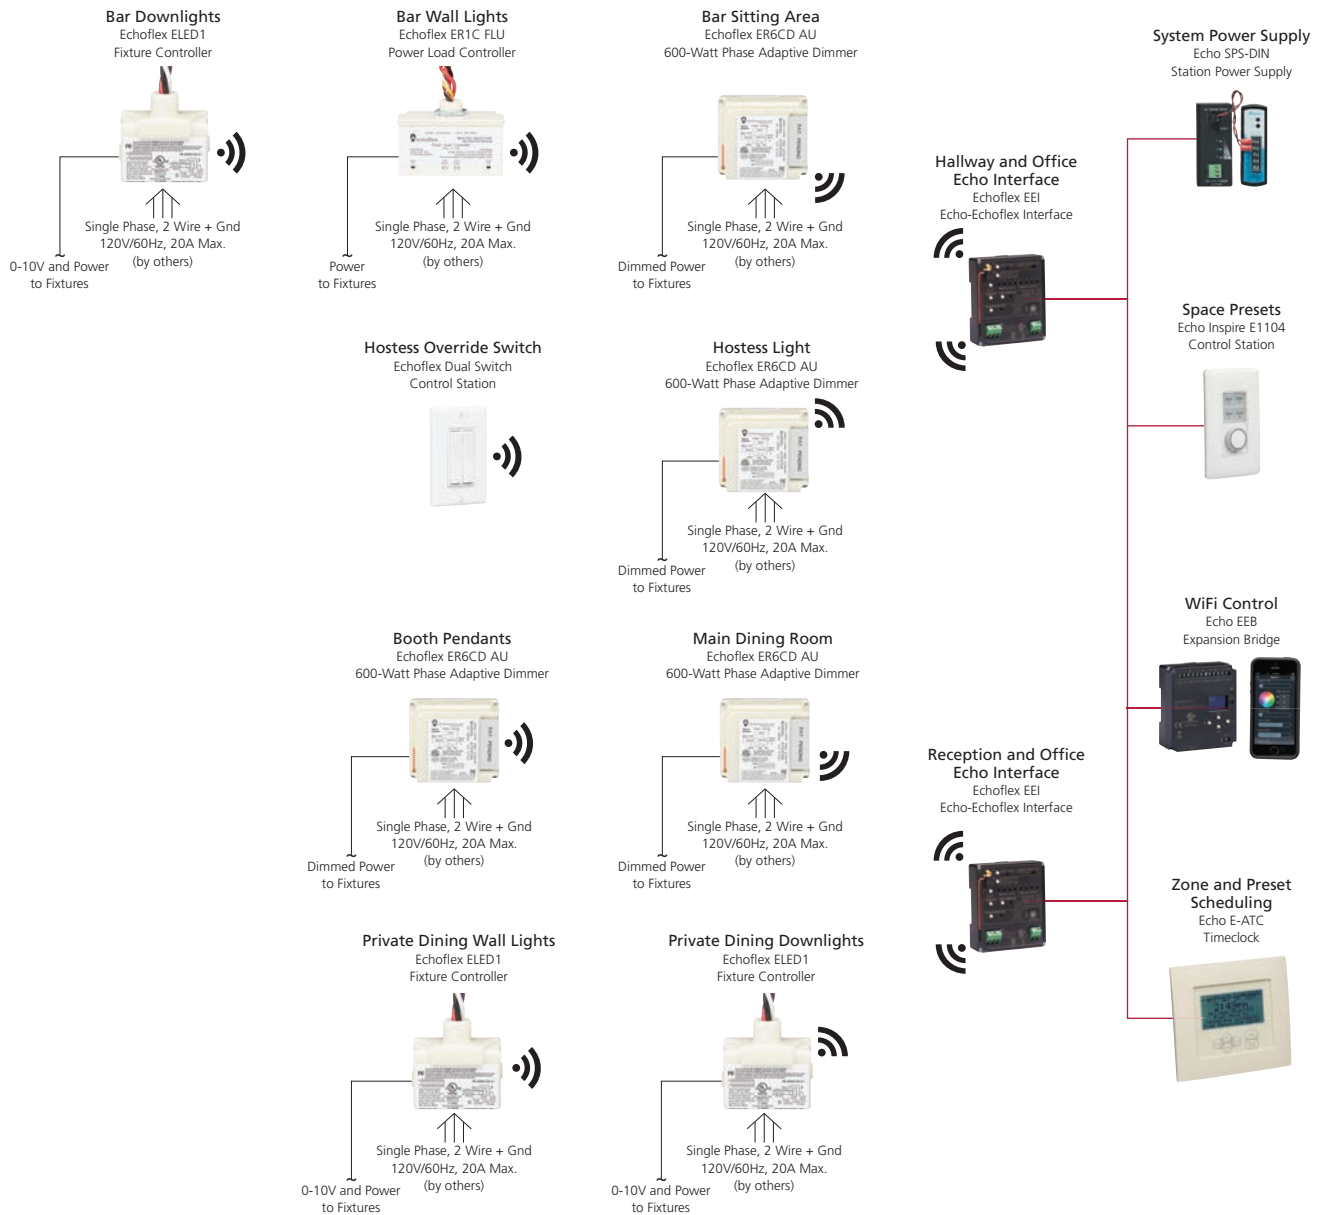 Bar Downlights
Echoflex ELED1
Fixture Controller
Single Phase, 2 Wire + Gnd
120V/60Hz, 20A Max.
(by others)
0-10V and Power
to Fixtures
Bar Wall Lights
Echoflex ER1C FLU
Power Load Controller
Single Phase, 2 Wire + Gnd
120V/60Hz, 20A Max.
(by others)
Power
to Fixtures
Bar Sitting Area
Echoflex ER6CD AU
600-Watt Phase Adaptive Dimmer
Single Phase, 2 Wire + Gnd
120V/60Hz, 20A Max.
(by others)
Dimmed Power
to Fixtures
Hostess Override Switch
Echoflex Dual Switch
Control Station
Hostess Light
Echoflex ER6CD AU
600-Watt Phase Adaptive Dimmer
Single Phase, 2 Wire + Gnd
120V/60Hz, 20A Max.
(by others)
Dimmed Power
to Fixtures
Booth Pendants
Echoflex ER6CD AU
600-Watt Phase Adaptive Dimmer
Single Phase, 2 Wire + Gnd
120V/60Hz, 20A Max.
(by others)
Dimmed Power
to Fixtures
Main Dining Room
Echoflex ER6CD AU
600-Watt Phase Adaptive Dimmer
Single Phase, 2 Wire + Gnd
120V/60Hz, 20A Max.
(by others)
Dimmed Power
to Fixtures
Private Dining Wall Lights
Echoflex ELED1
Fixture Controller
Single Phase, 2 Wire + Gnd
120V/60Hz, 20A Max.
(by others)
0-10V and Power
to Fixtures
Private Dining Downlights
Echoflex ELED1
Fixture Controller
Single Phase, 2 Wire + Gnd
120V/60Hz, 20A Max.
(by others)
0-10V and Power
to Fixtures
Hallway and Office
Echo Interface
Echoflex EEI
Echo-Echoflex Interface
Reception and Office
Echo Interface
Echoflex EEI
Echo-Echoflex Interface
System Power Supply
Echo SPS-DIN
Station Power Supply
Space Presets
Echo Inspire E1104
Control Station
WiFi Control
Echo EEB
Expansion Bridge
Zone and Preset
Scheduling
Echo E-ATC
Timeclock